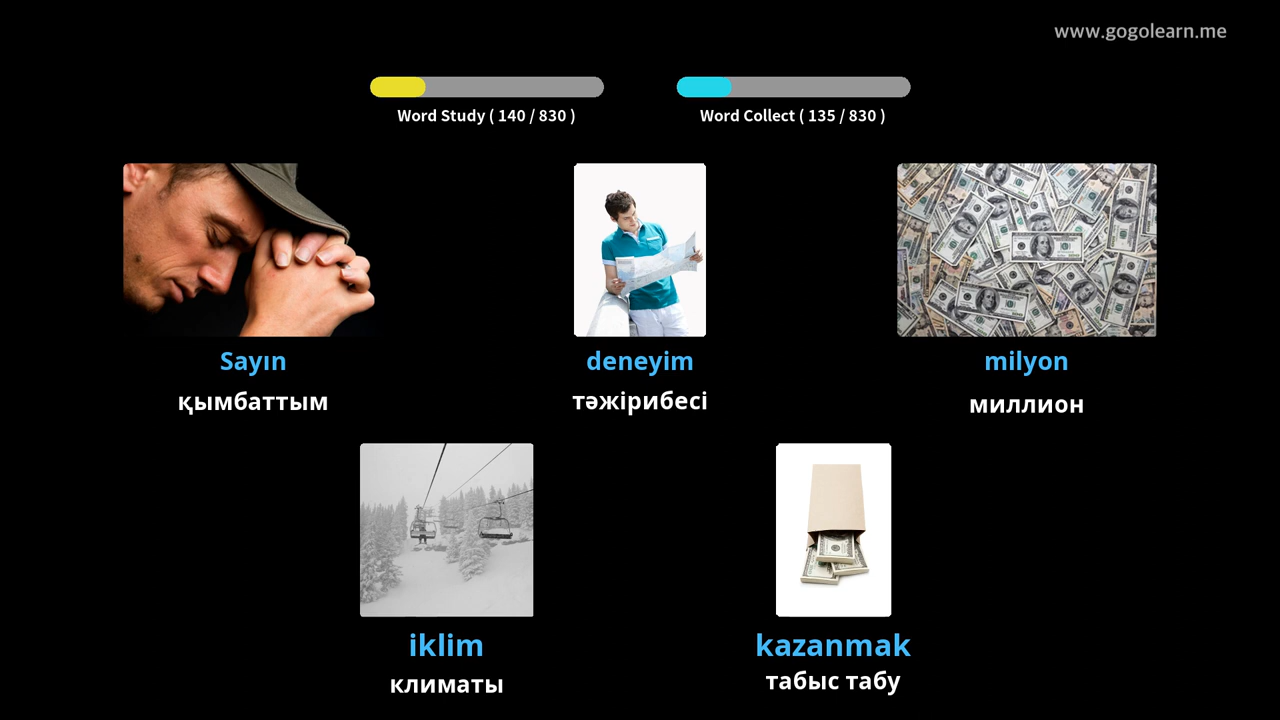 www.gogolearn.me
Word Study ( 140 / 830 )
Word Collect ( 135 / 830 )
Sayın
deneyim
milyon
қымбаттым
тәжірибесі
миллион
iklim
kazanmak
климаты
табыс табу